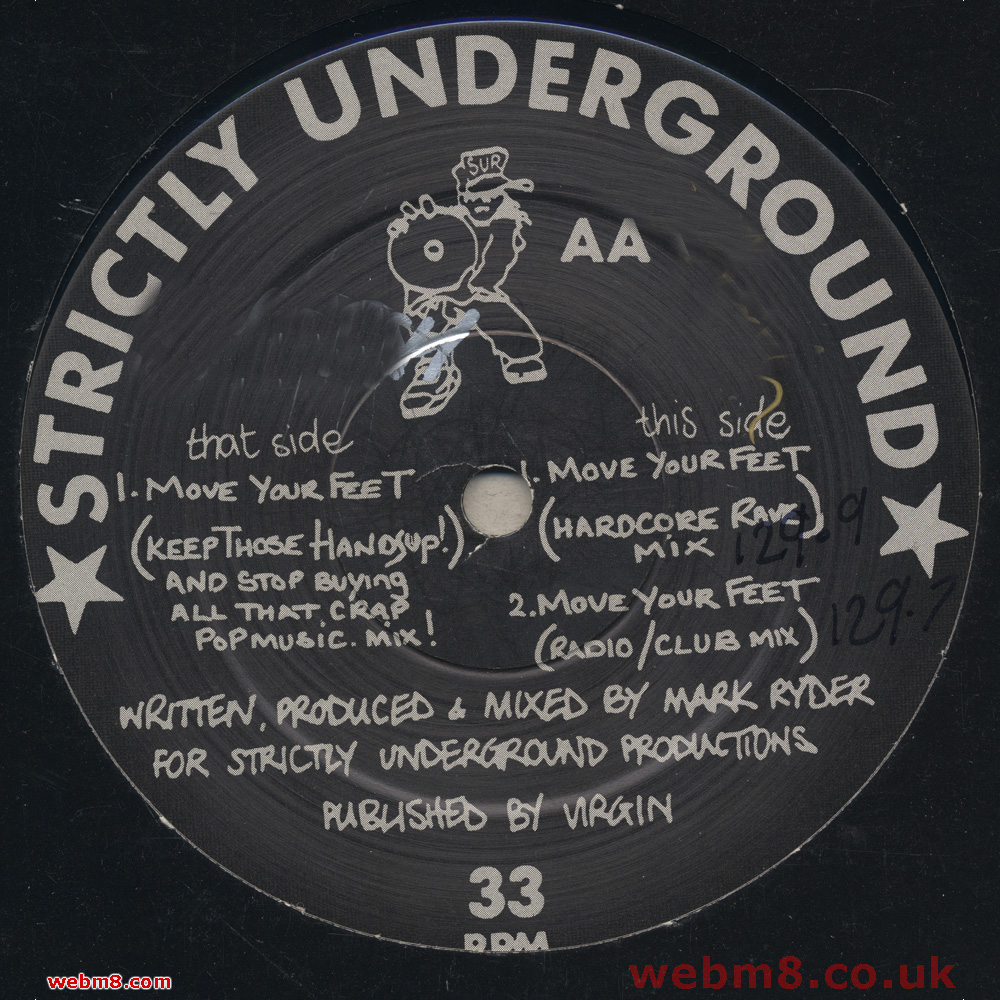 STRICTLY UNDERGROUND
SUR
AA
that side
1. MOVE YOUR FEET
(KEEP THOSE HANDSUP!)
AND STOP BUYING
ALL THAT. CRAP
POPMUSIC. MIX!
this side
1. MOVE YOUR FEET
(HARDCORE RAVE)
MIX
129.9
2. MOVE YOUR FEET
(RADIO/CLUB MIX)
129.7
WRITTEN, PRODUCED & MIXED BY MARK RYDER
FOR STRICTLY UNDERGROUND PRODUCTIONS
PUBLISHED BY VIRGIN
33
RPM
webm8.com
webm8.co.uk